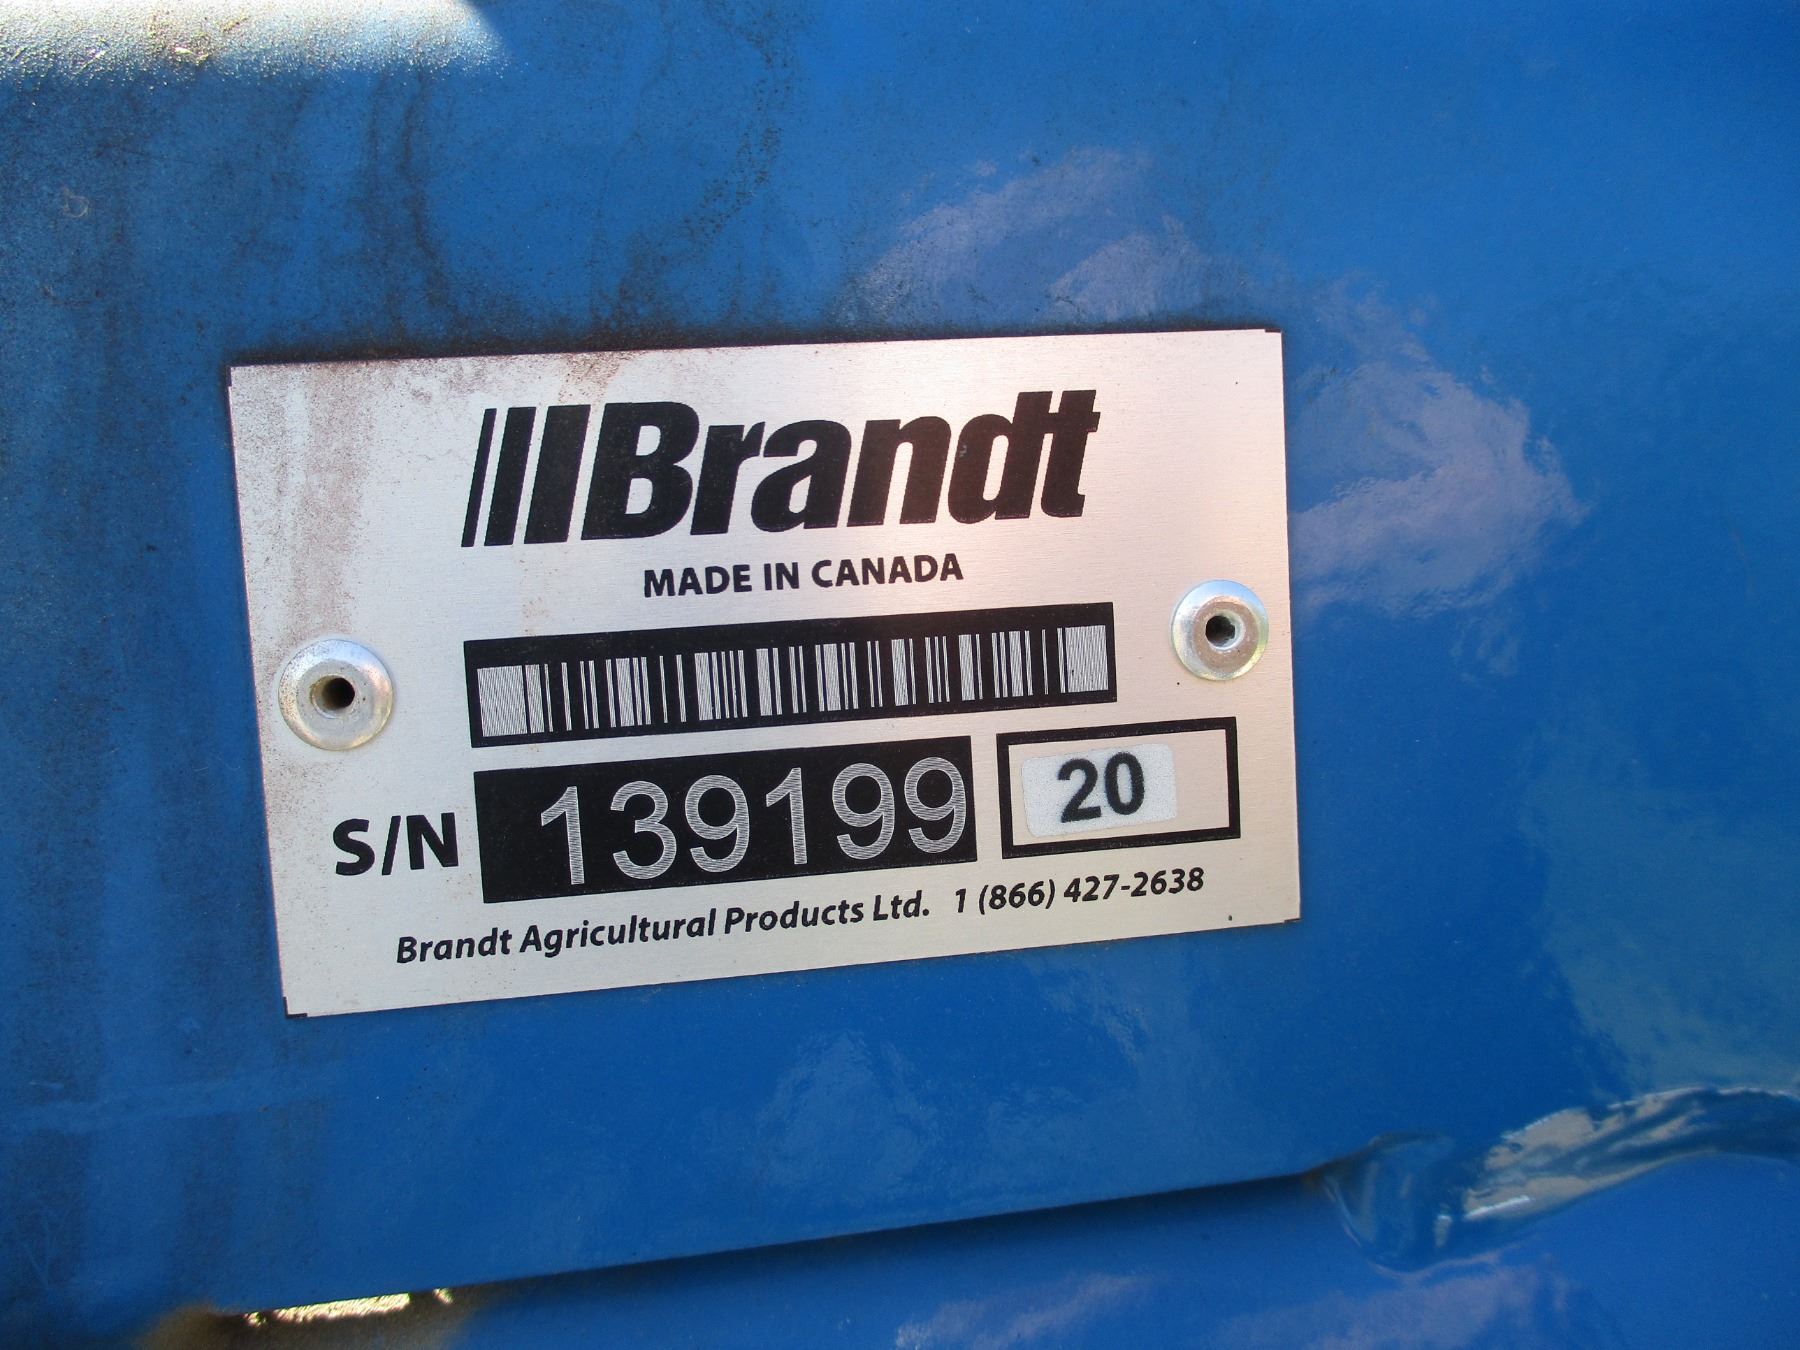 Brandt
MADE IN CANADA
S/N 139199 20
Brandt Agricultural Products Ltd. 1 (866) 427-2638